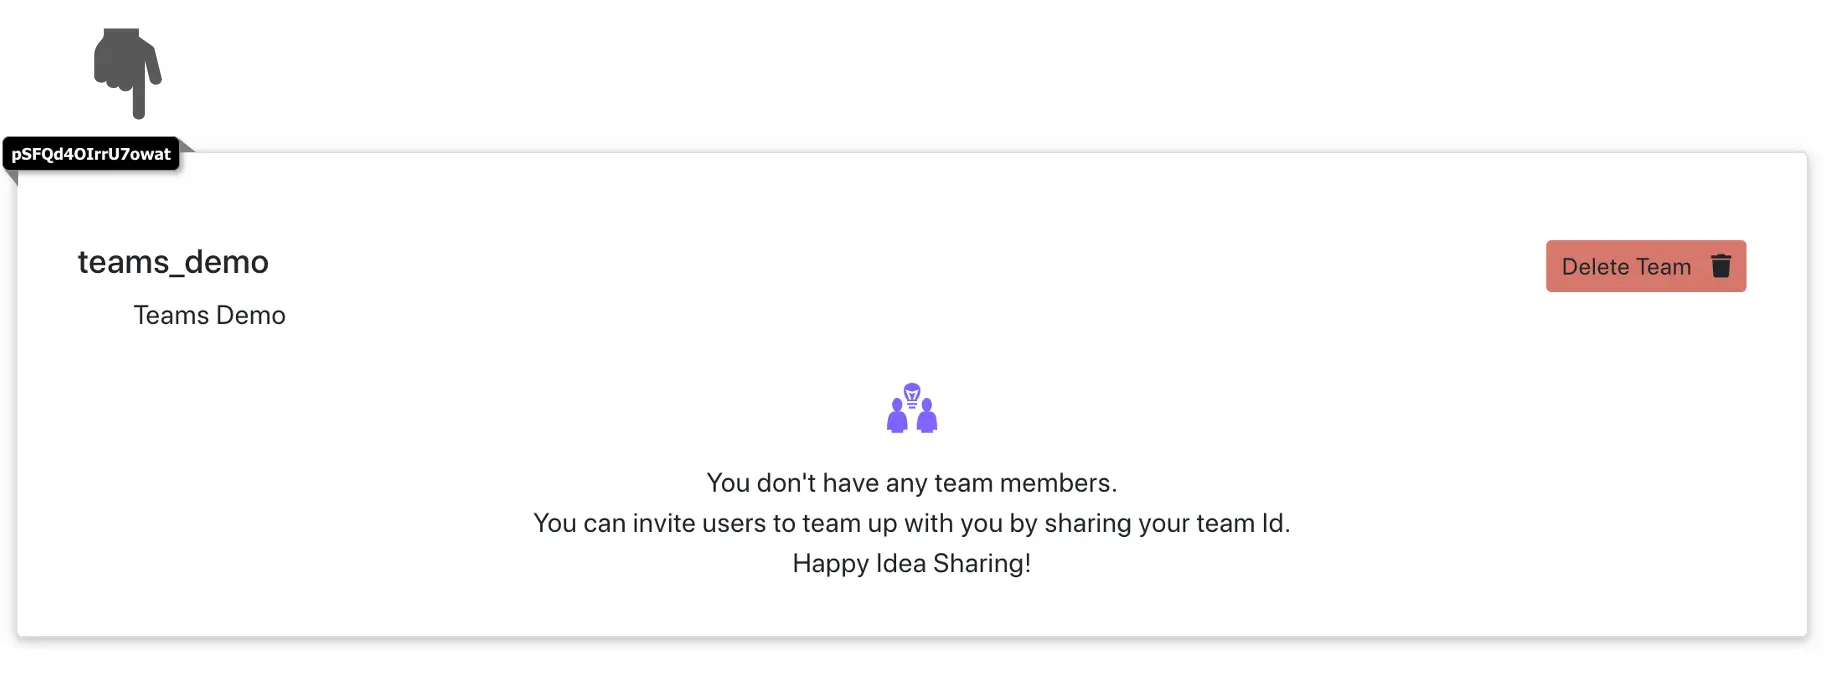 pSFQd4OIrrU7owat
teams_demo
Delete Team
Teams Demo
You don't have any team members.
You can invite users to team up with you by sharing your team Id.
Happy Idea Sharing!